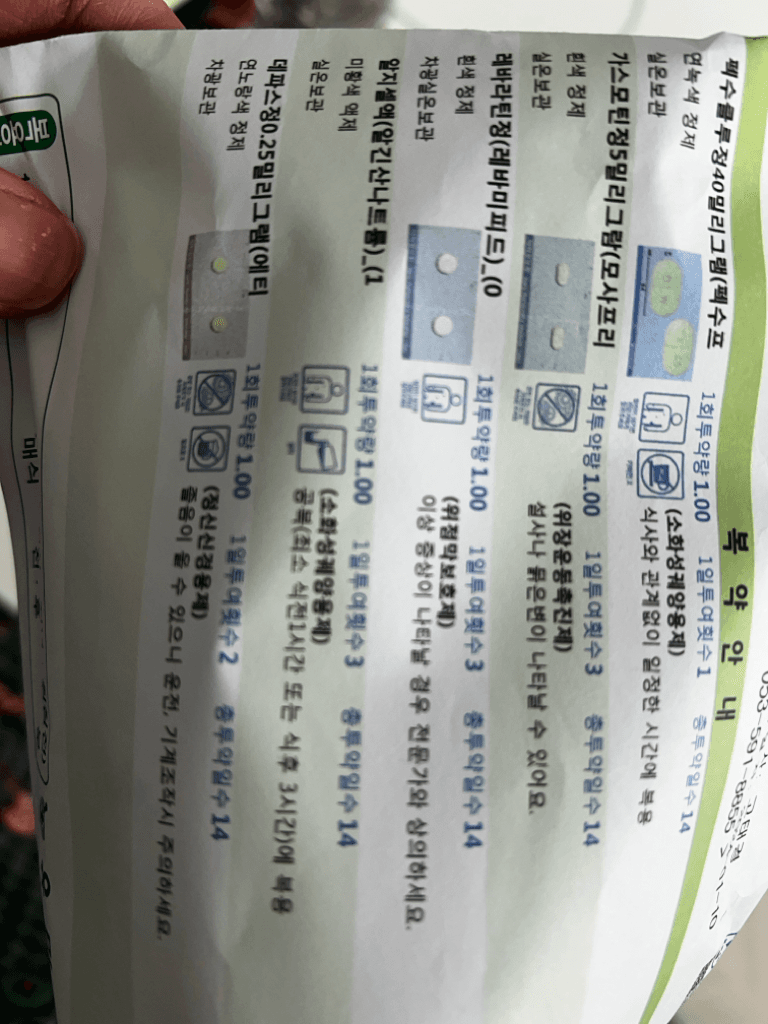 복약안내
팩수클루정40밀리그램(펙수프
연녹색 정제
실온보관
1회투약량 1.00 1일투여횟수 1 총투약일수 14
(소화성궤양용제)
식사와 관계없이 일정한 시간에 복용
가스모틴정5밀리그람(모사프리
흰색 정제
실온보관
1회투약량 1.00 1일투여횟수 3 총투약일수 14
(위장운동촉진제)
설사나 묽은변이 나타날 수 있어요.
레바라틴정(레바미피드)_(0
흰색 정제
차광실온보관
1회투약량 1.00 1일투여횟수 3 총투약일수 14
(위점막보호제)
이상 증상이 나타날 경우 전문가와 상의하세요.
알지셀액(알긴산나트륨)_(1
미황색 액제
실온보관
1회투약량 1.00 1일투여횟수 3 총투약일수 14
(소화성궤양용제)
공복(최소 식전1시간 또는 식후 3시간)에 복용
데파스정0.25밀리그램(에티
연노랑색 정제
차광보관
1회투약량 1.00 1일투여횟수 2 총투약일수 14
(정신신경용제)
졸음이 올 수 있으니 운전, 기계조작시 주의하세요.
매식